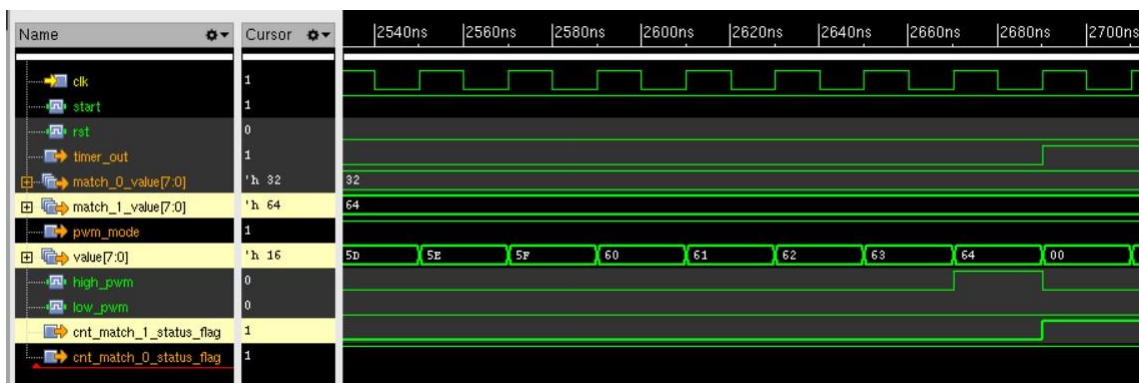 Name Cursor 2540ns 2560ns 2580ns 2600ns 2620ns 2640ns 2660ns 2680ns 2700ns
clk 1
start 1
rst 0
timer_out 1
match_0_value[7:0] 'h 32 32
match_1_value[7:0] 'h 64 64
pwm_mode 1
value[7:0] 'h 16 5D 5E 5F 60 61 62 63 64 00
high_pwm 0
low_pwm 0
cnt_match_1_status_flag 1
cnt_match_0_status_flag 1